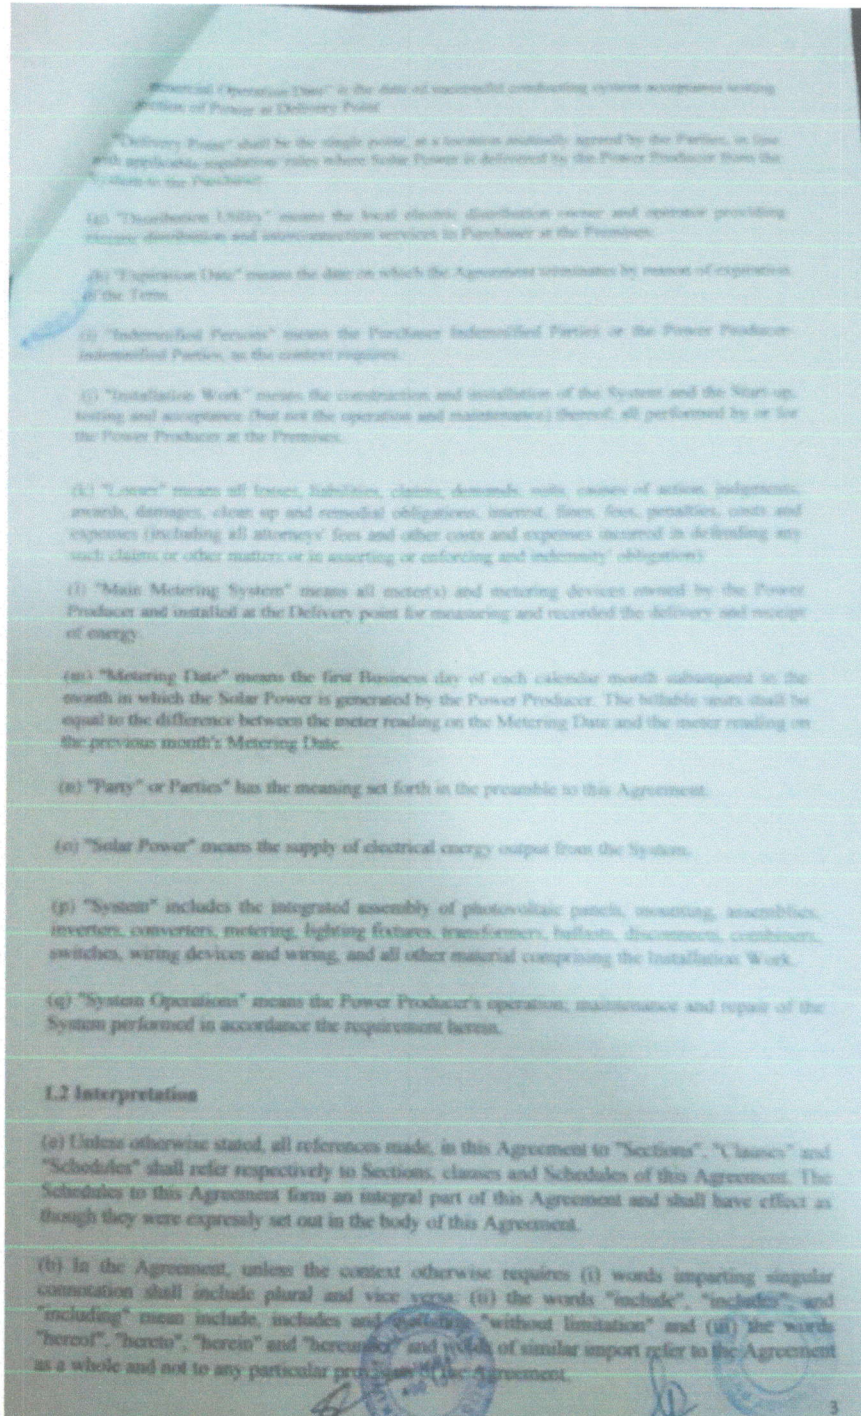 Operation Date" is the date of successful conducting system acceptance testing
of Power at Delivery Point
"Delivery Point" shall be the single point, at a location mutually agreed by the Parties, in line
with applicable regulations/rules where Solar Power is delivered by the Power Producer from the
System to the Purchaser.
(g) "Distribution Utility" means the local electric distribution owner and operator providing
electric distribution and interconnection services to Purchaser at the Premises.
(h) "Expiration Date" means the date on which the Agreement terminates by reason of expiration
of the Term.
(i) "Indemnified Persons" means the Purchaser Indemnified Parties or the Power Producer
indemnified Parties, as the context requires.
(j) "Installation Work" means the construction and installation of the System and the Start-up,
testing and acceptance (but not the operation and maintenance) thereof; all performed by or for
the Power Producer at the Premises.
(k) "Losses" means all losses, liabilities, claims, demands, suits, causes of action, judgments,
awards, damages, clean up and remedial obligations, interest, fines, fees, penalties, costs and
expenses (including all attorneys' fees and other costs and expenses incurred in defending any
such claims or other matters or in asserting or enforcing and indemnity' obligation).
(l) "Main Metering System" means all meter(s) and metering devices owned by the Power
Producer and installed at the Delivery point for measuring and recorded the delivery and receipt
of energy.
(m) "Metering Date" means the first Business day of each calendar month subsequent to the
month in which the Solar Power is generated by the Power Producer. The billable units shall be
equal to the difference between the meter reading on the Metering Date and the meter reading on
the previous month's Metering Date.
(n) "Party" or Parties" has the meaning set forth in the preamble to this Agreement.
(o) "Solar Power" means the supply of electrical energy output from the System.
(p) "System" includes the integrated assembly of photovoltaic panels, mounting, assemblies,
inverters, converters, metering, lighting fixtures, transformers, ballasts, disconnects, combiners,
switches, wiring devices and wiring, and all other material comprising the Installation Work.
(q) "System Operations" means the Power Producer's operation; maintenance and repair of the
System performed in accordance the requirement herein.
1.2 Interpretation
(a) Unless otherwise stated, all references made, in this Agreement to "Sections", "Clauses" and
"Schedules" shall refer respectively to Sections, clauses and Schedules of this Agreement. The
Schedules to this Agreement form an integral part of this Agreement and shall have effect as
though they were expressly set out in the body of this Agreement.
(b) In the Agreement, unless the context otherwise requires (i) words imparting singular
connotation shall include plural and vice versa; (ii) the words "include", "includes" and
"including" mean include, includes and including "without limitation" and (iii) the words
"hereof", "hereto", "herein" and "hereunder" and words of similar import refer to the Agreement
as a whole and not to any particular provision of the Agreement.
3